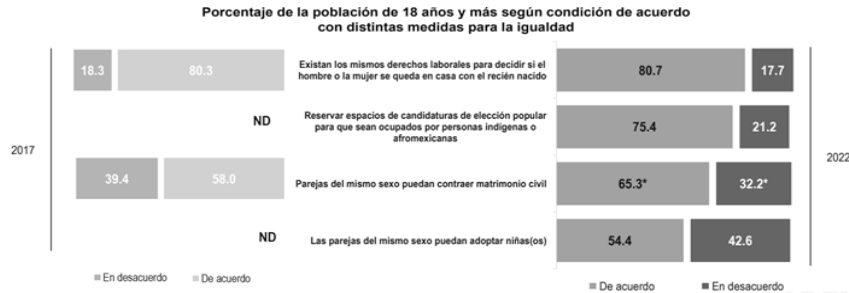 Porcentaje de la población de 18 años y más según condición de acuerdo
con distintas medidas para la igualdad
18.3 80.3 Existan los mismos derechos laborales para decidir si el 80.7 17.7
hombre o la mujer se queda en casa con el recién nacido
ND Reservar espacios de candidaturas de elección popular 75.4 21.2
para que sean ocupados por personas indígenas o
afromexicanas
2017
2022
39.4 58.0 Parejas del mismo sexo puedan contraer matrimonio civil 65.3* 32.2*
ND Las parejas del mismo sexo puedan adoptar niñas(os) 54.4 42.6
En desacuerdo De acuerdo
De acuerdo En desacuerdo